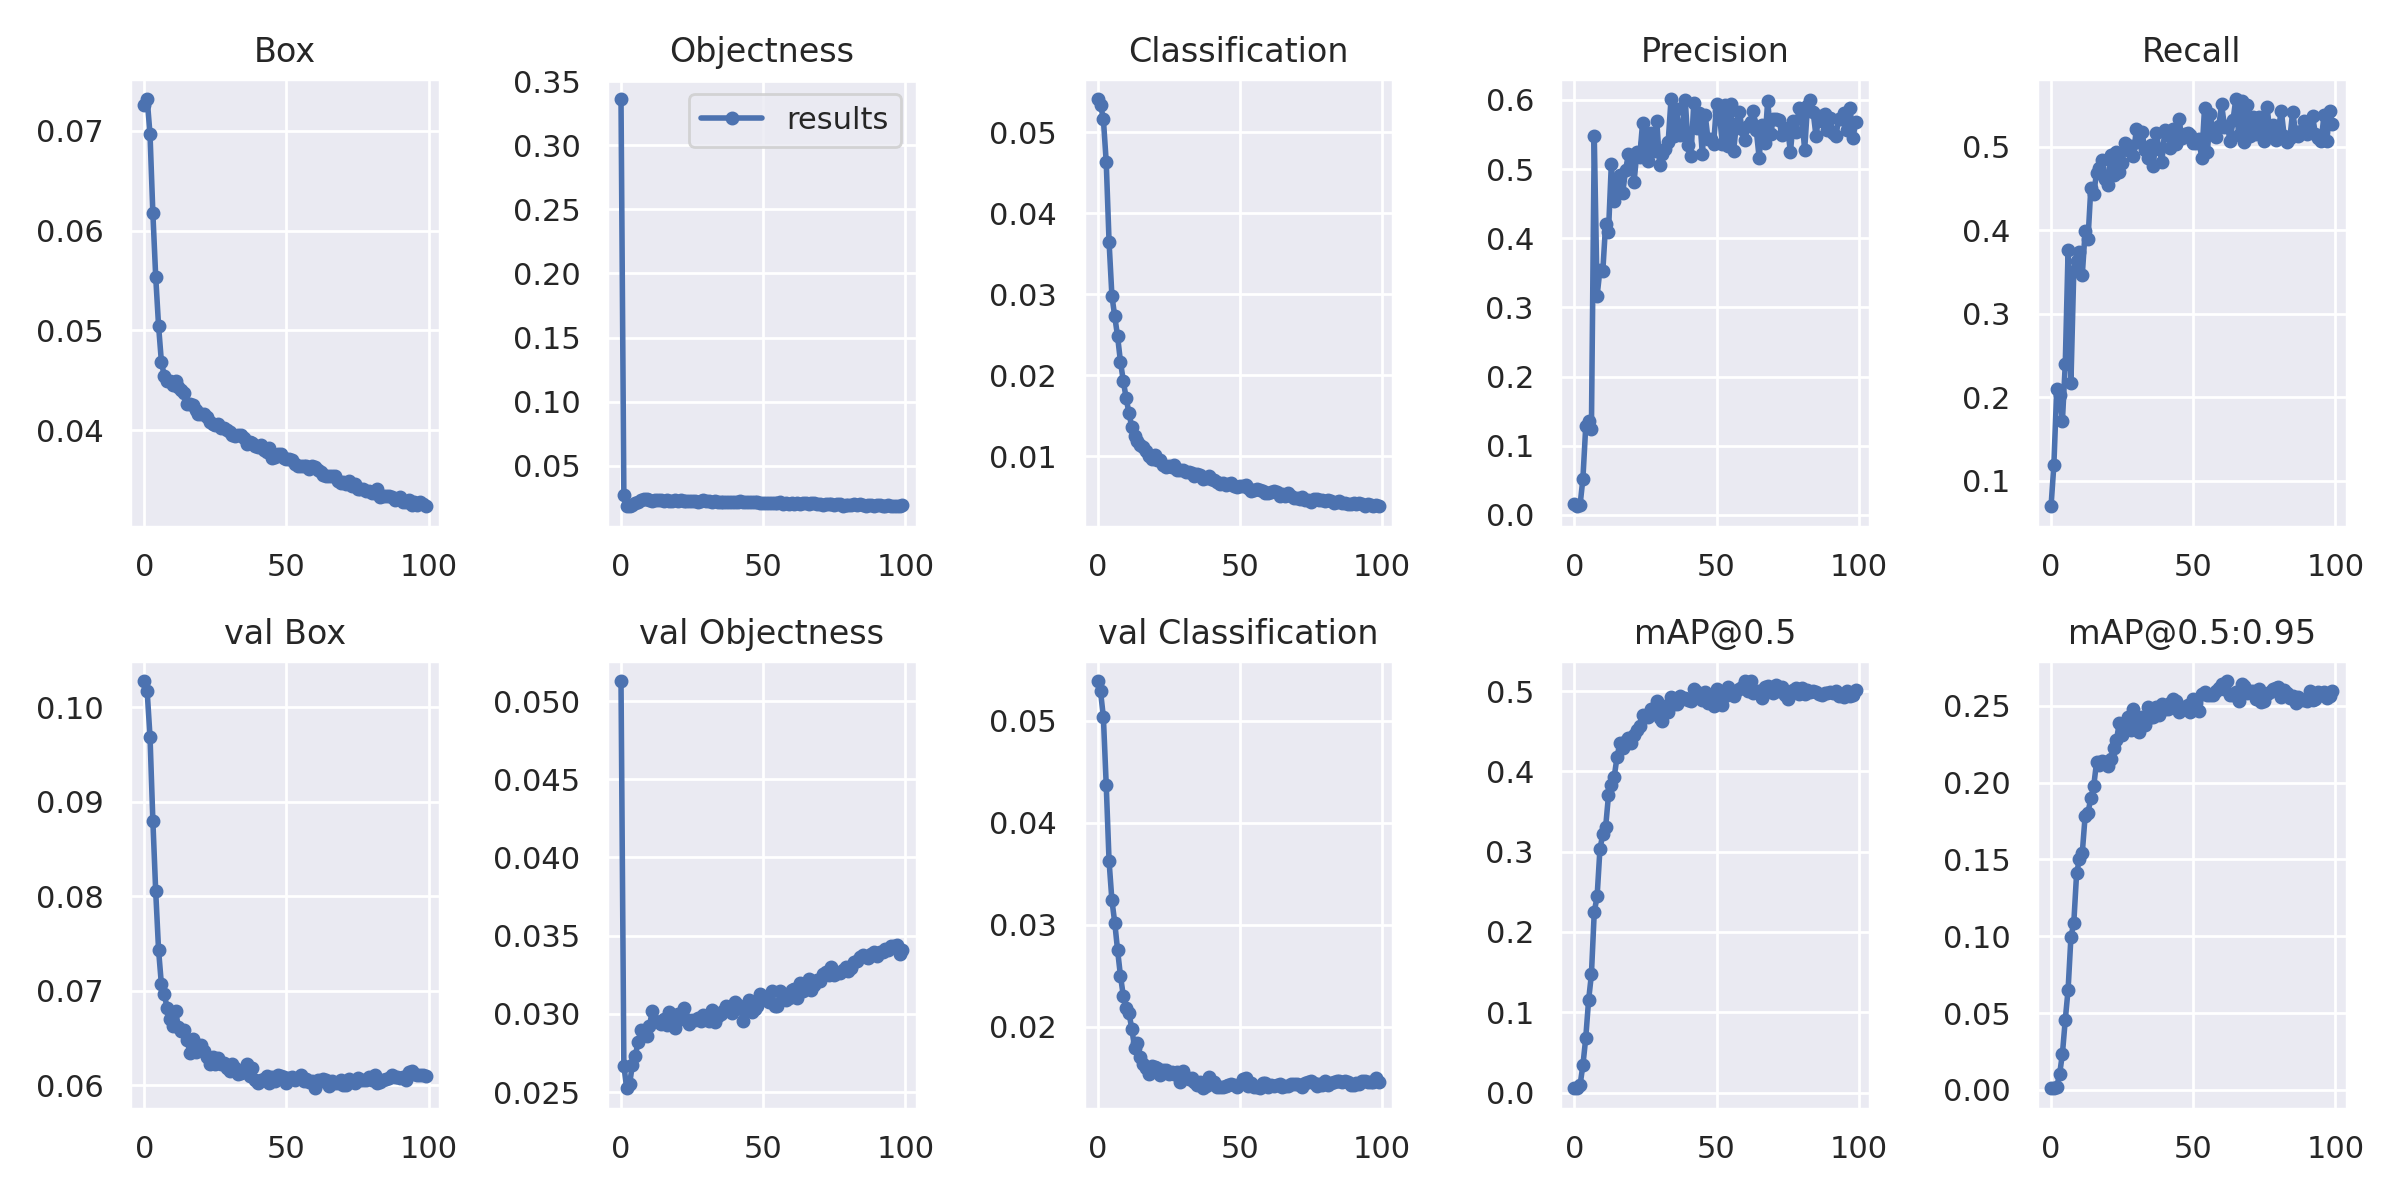 Box
0.07
0.06
0.05
0.04
0 50 100
Objectness
results
0.35
0.30
0.25
0.20
0.15
0.10
0.05
0 50 100
Classification
0.05
0.04
0.03
0.02
0.01
0 50 100
Precision
0.6
0.5
0.4
0.3
0.2
0.1
0.0
0 50 100
Recall
0.5
0.4
0.3
0.2
0.1
0 50 100
val Box
0.10
0.09
0.08
0.07
0.06
0 50 100
val Objectness
0.050
0.045
0.040
0.035
0.030
0.025
0 50 100
val Classification
0.05
0.04
0.03
0.02
0 50 100
mAP@0.5
0.5
0.4
0.3
0.2
0.1
0.0
0 50 100
mAP@0.5:0.95
0.25
0.20
0.15
0.10
0.05
0.00
0 50 100